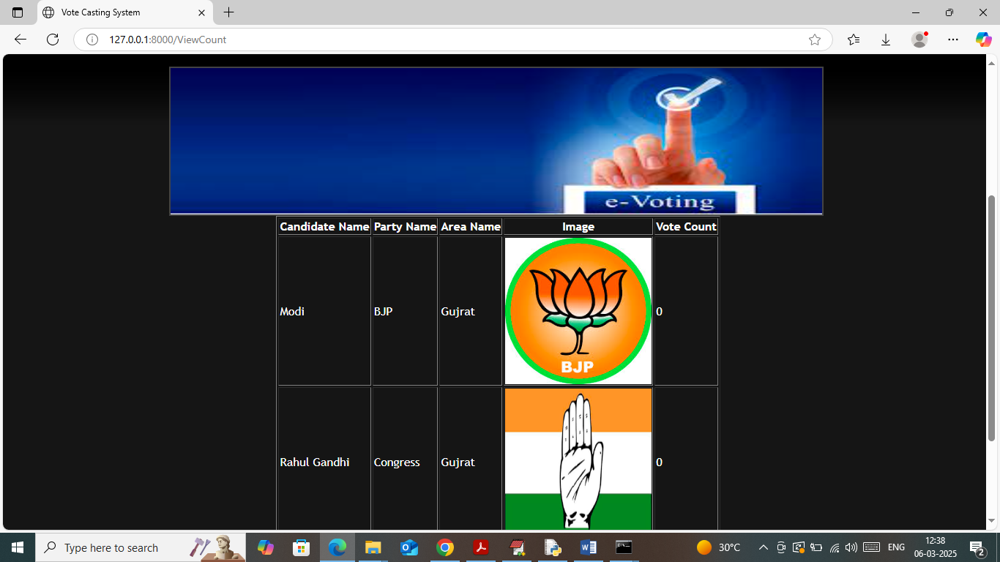 Vote Casting System
127.0.0.1:8000/ViewCount
e-Voting
Candidate Name Party Name Area Name Image Vote Count
Modi BJP Gujrat 0
BJP
Rahul Gandhi Congress Gujrat 0
Type here to search
30°C
ENG
12:38
06-03-2025
2